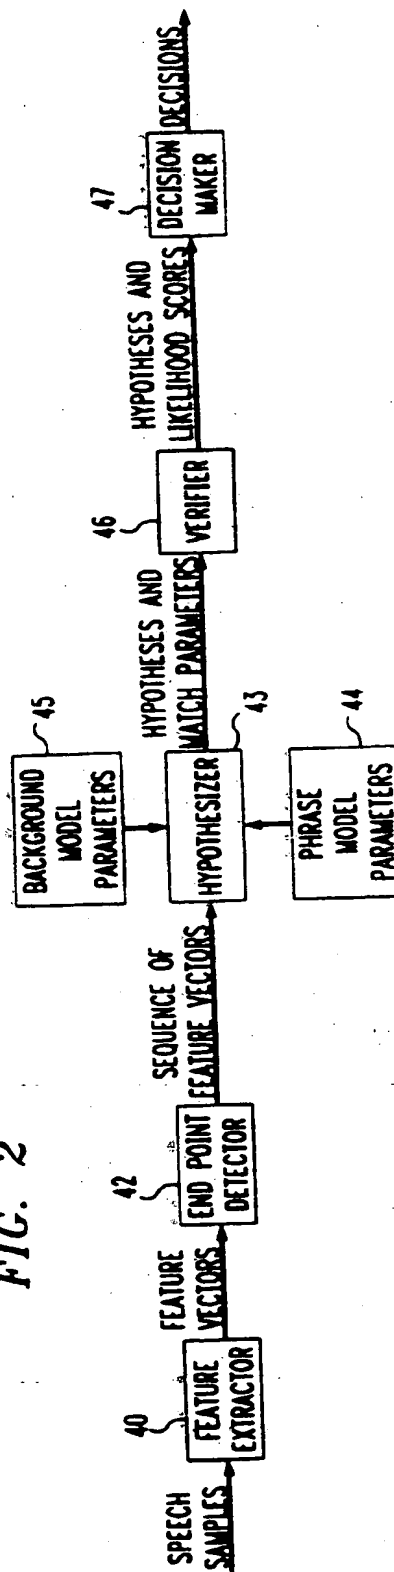 FIG. 2
SPEECH
SAMPLES
40
FEATURE
EXTRACTOR
FEATURE
VECTORS
42
END POINT
DETECTOR
SEQUENCE OF
FEATURE VECTORS
BACKGROUND
MODEL
PARAMETERS
45
HYPOTHESIZER
43
PHRASE
MODEL
PARAMETERS
44
HYPOTHESES AND
MATCH PARAMETERS
46
VERIFIER
HYPOTHESES AND
LIKELIHOOD SCORES
47
DECISION
MAKER
DECISIONS